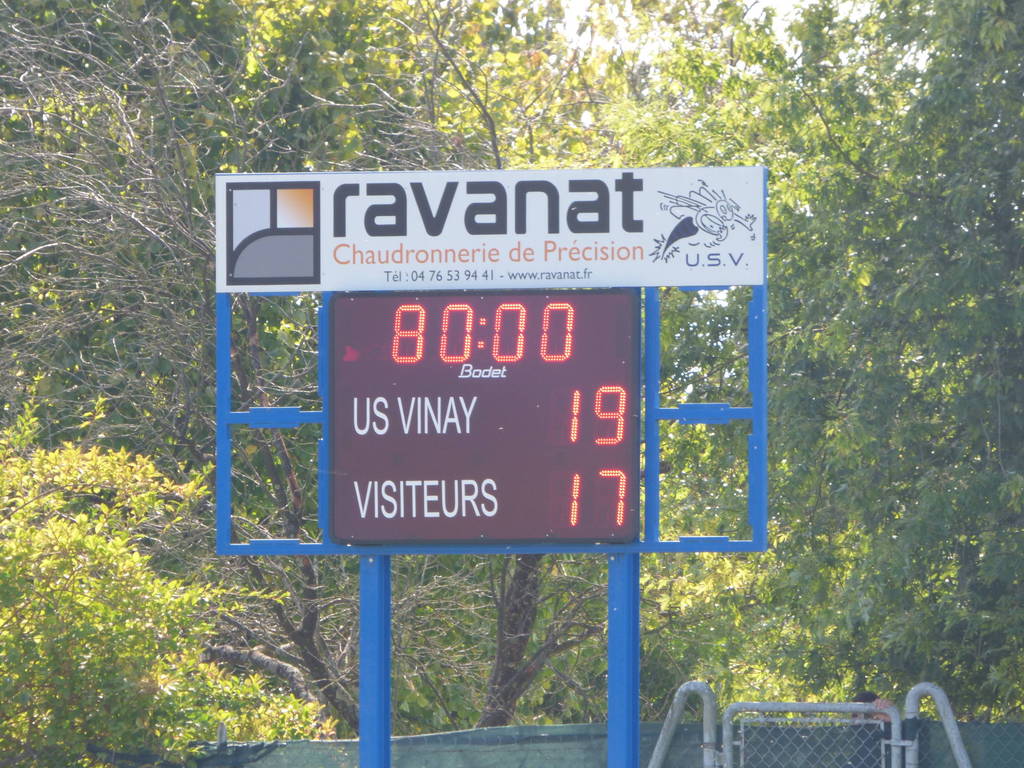 ravanat
Chaudronnerie de Précision
Tél : 04 76 53 94 41 - www.ravanat.fr
U.S.V.
80:00
Bodet
US VINAY 19
VISITEURS 17